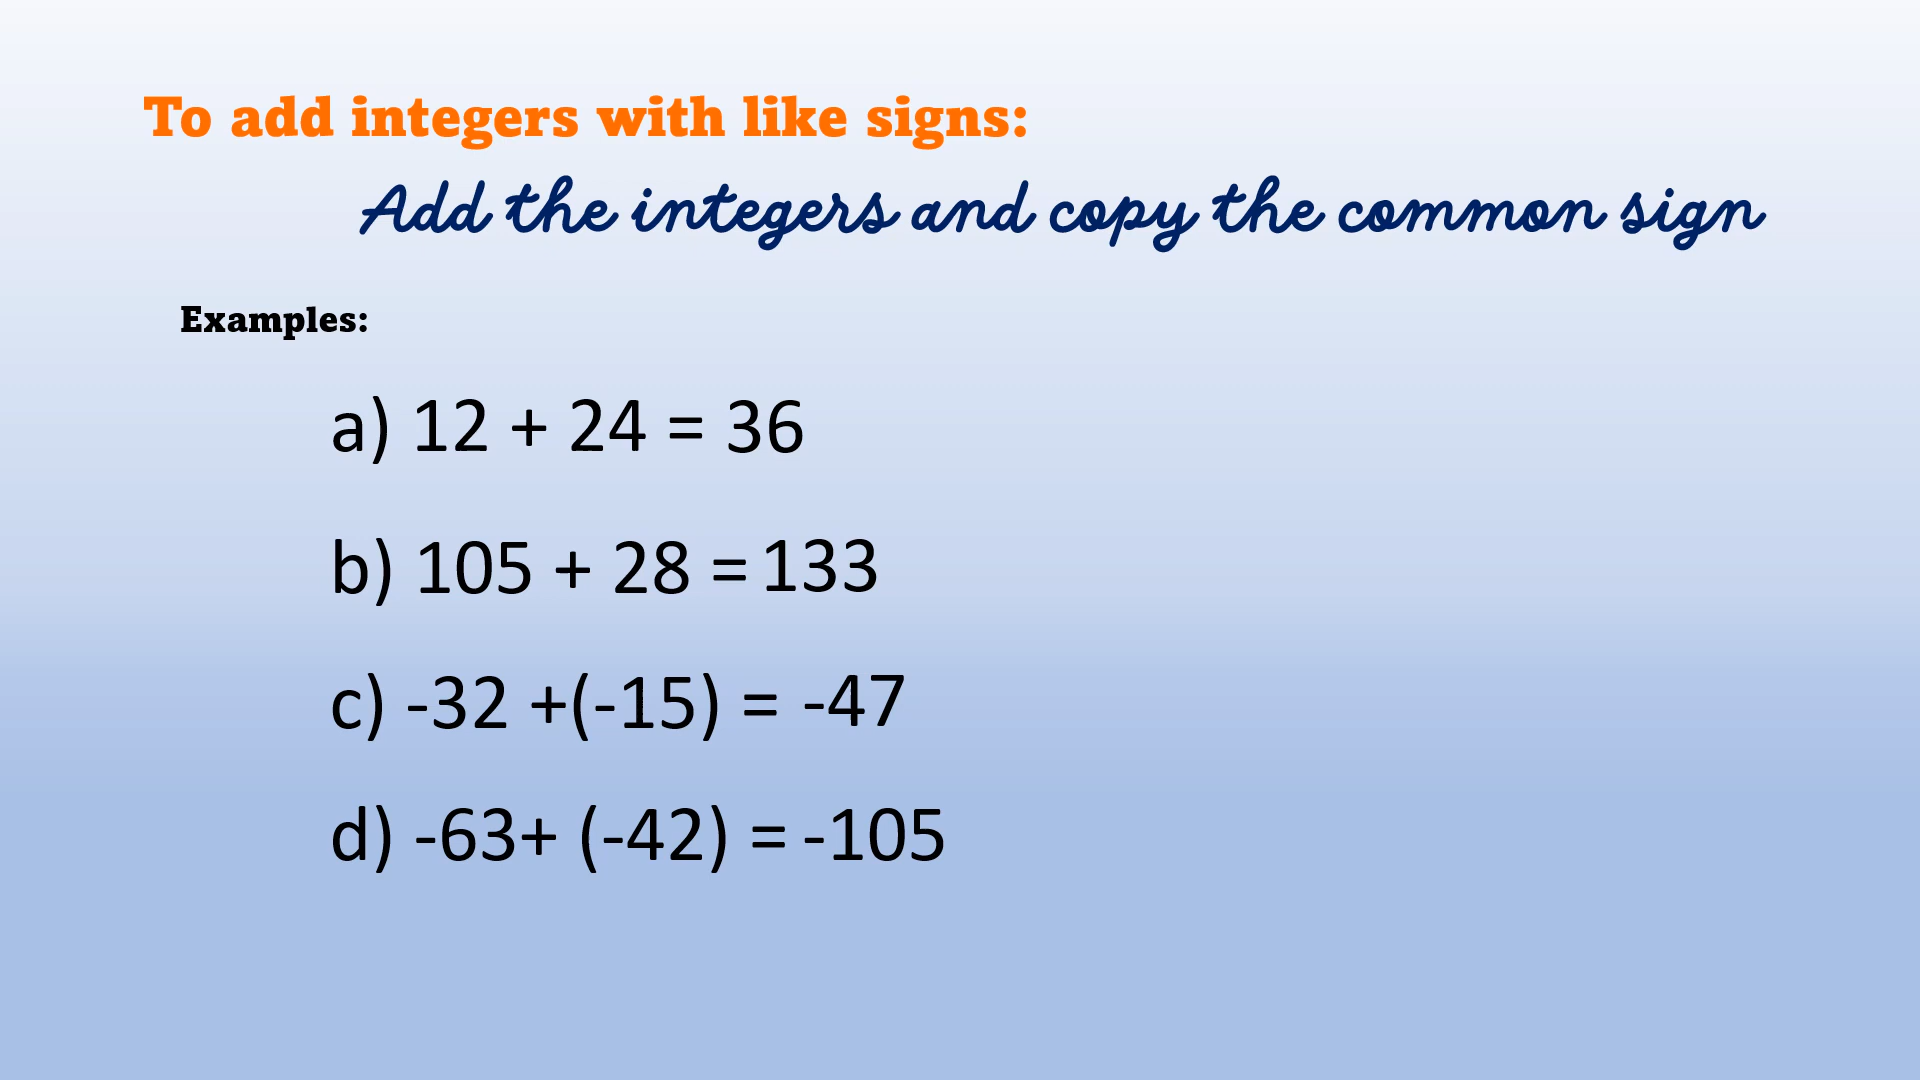 To add integers with like signs:
Add the integers and copy the common sign
Examples:
a) 12 + 24 = 36
b) 105 + 28 = 133
c) -32 +(-15) = -47
d) -63+ (-42) = -105